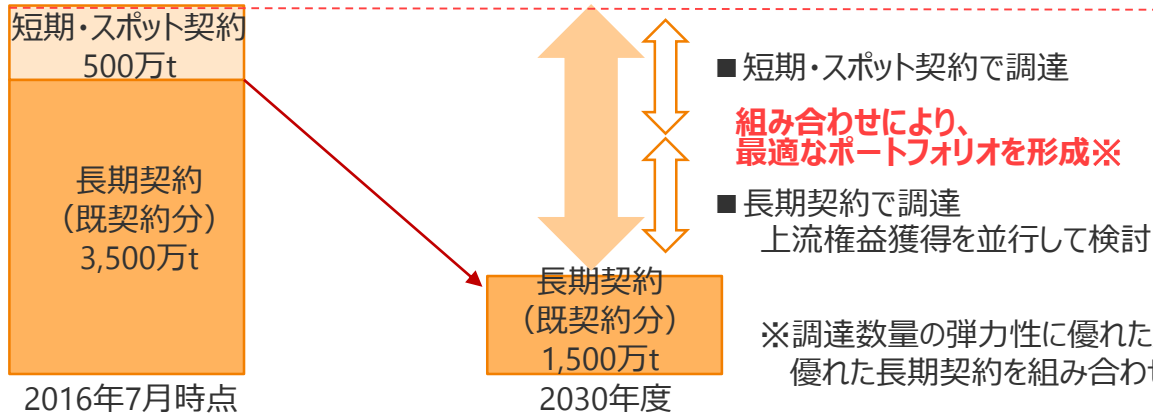 短期・スポット契約
500万t
長期契約
（既契約分）
3,500万t
2016年7月時点
長期契約
（既契約分）
1,500万t
2030年度
■短期・スポット契約で調達
組み合わせにより、
最適なポートフォリオを形成※
■長期契約で調達
上流権益獲得を並行して検討
※調達数量の弾力性に優れた
優れた長期契約を組み合わ